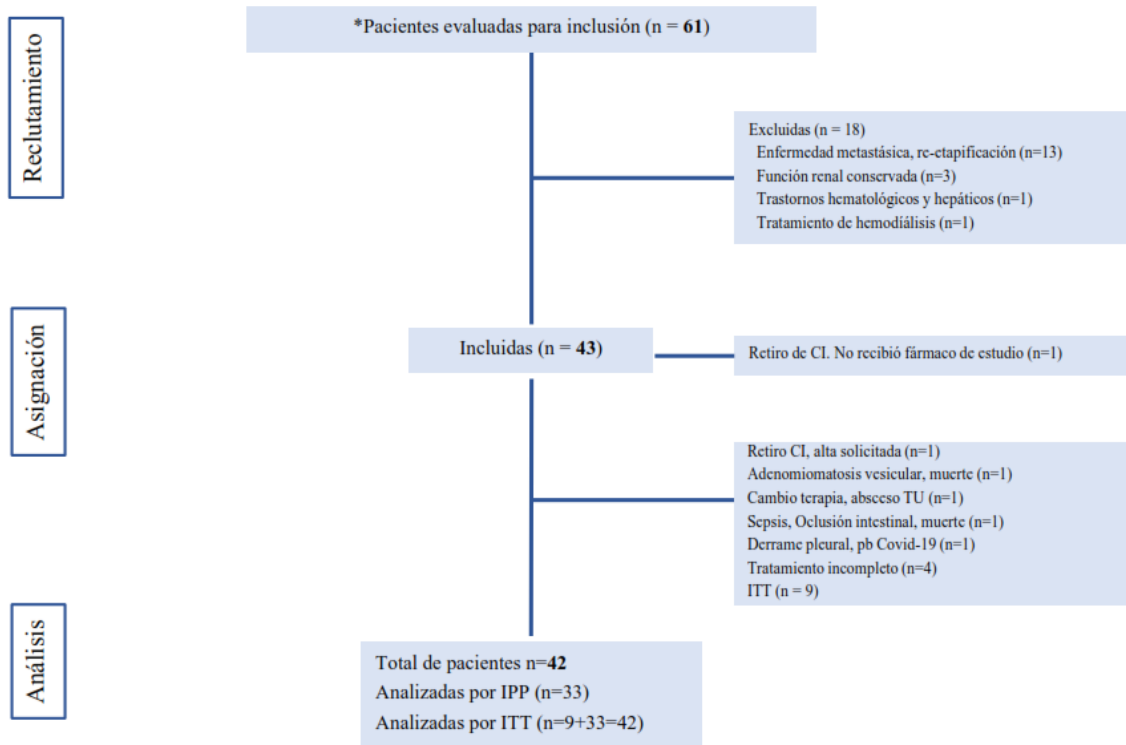 *Pacientes evaluadas para inclusión (n = 61)
Reclutamiento
Excluidas (n = 18)
Enfermedad metastásica, re-etapificación (n=13)
Función renal conservada (n=3)
Trastornos hematológicos y hepáticos (n=1)
Tratamiento de hemodiálisis (n=1)
Asignación
Incluidas (n = 43)
Retiro de CI. No recibió fármaco de estudio (n=1)
Retiro CI, alta solicitada (n=1)
Adenomiomatosis vesicular, muerte (n=1)
Cambio terapia, absceso TU (n=1)
Sepsis, Oclusión intestinal, muerte (n=1)
Derrame pleural, pb Covid-19 (n=1)
Tratamiento incompleto (n=4)
ITT (n = 9)
Análisis
Total de pacientes n=42
Analizadas por IPP (n=33)
Analizadas por ITT (n=9+33=42)